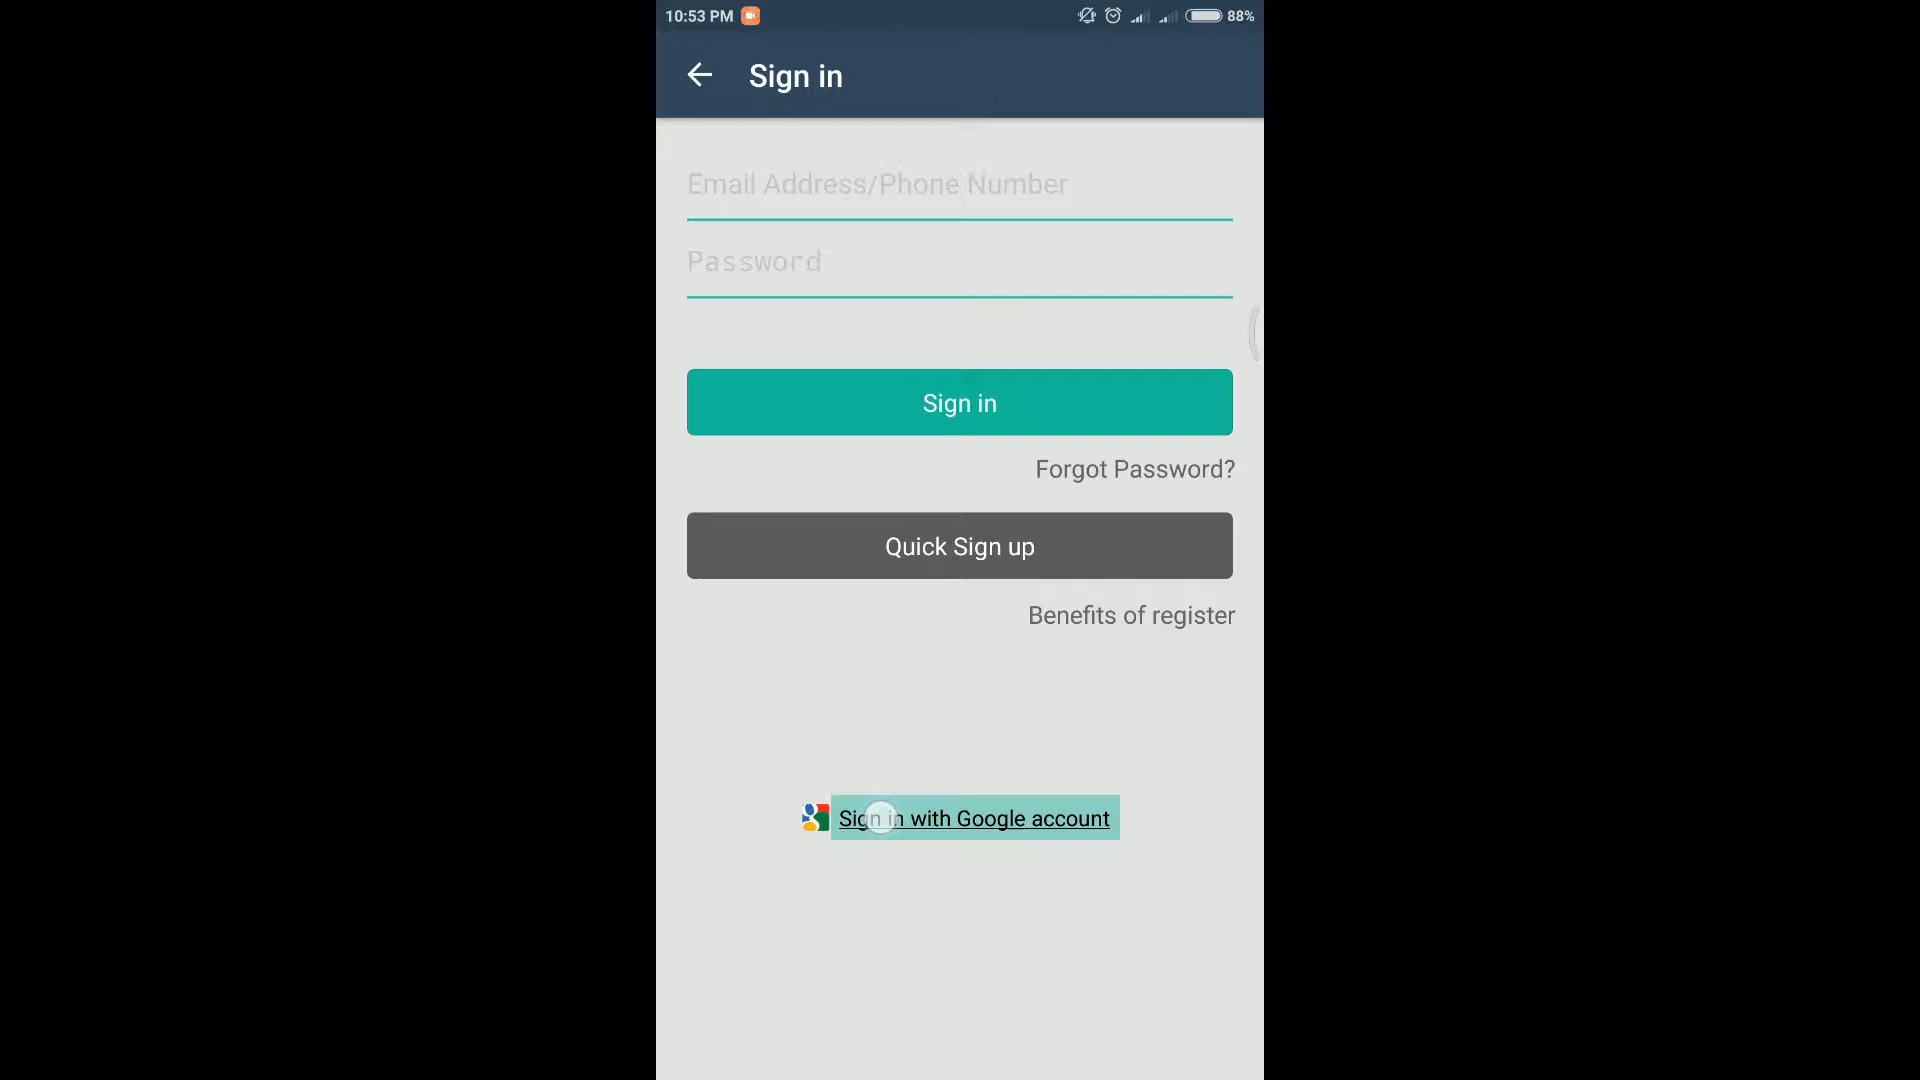 10:53 PM
88%
Sign in
Email Address/Phone Number
Password
Sign in
Forgot Password?
Quick Sign up
Benefits of register
Sign in with Google account